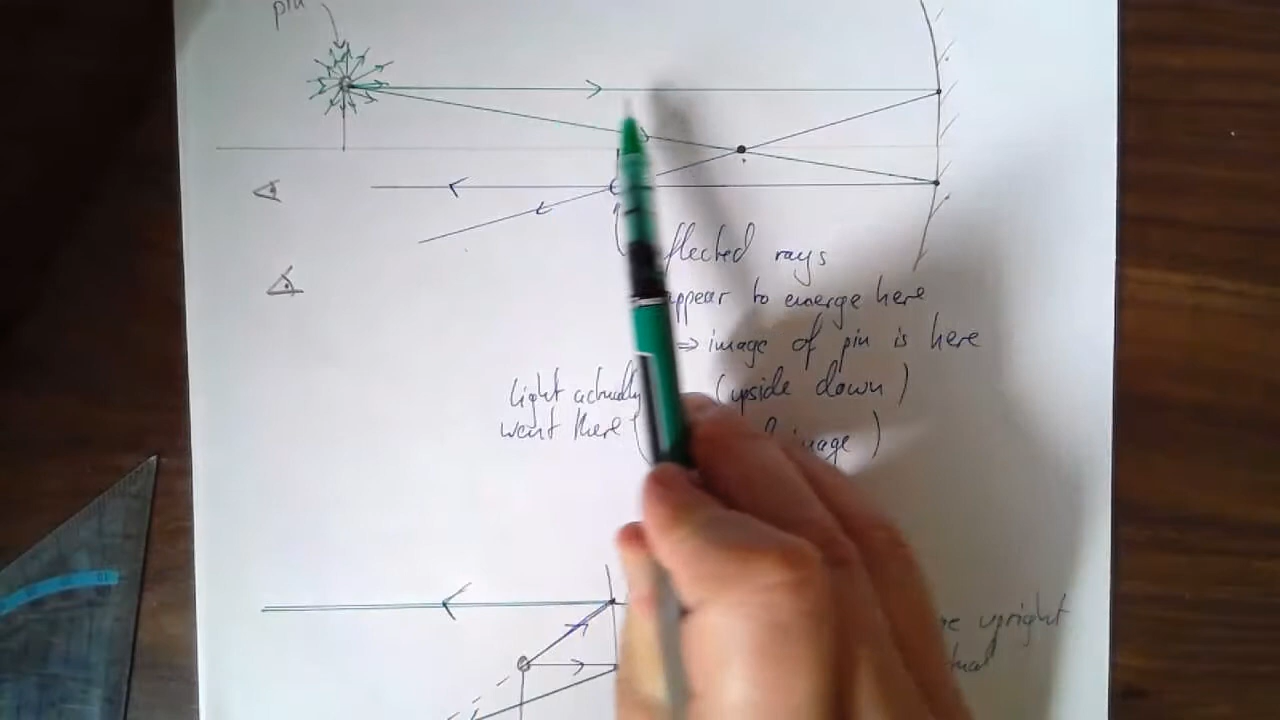 pin
flected rays
appear to emerge here
⇒ image of pin is here
light actually (upside down)
went there ( image )
upright